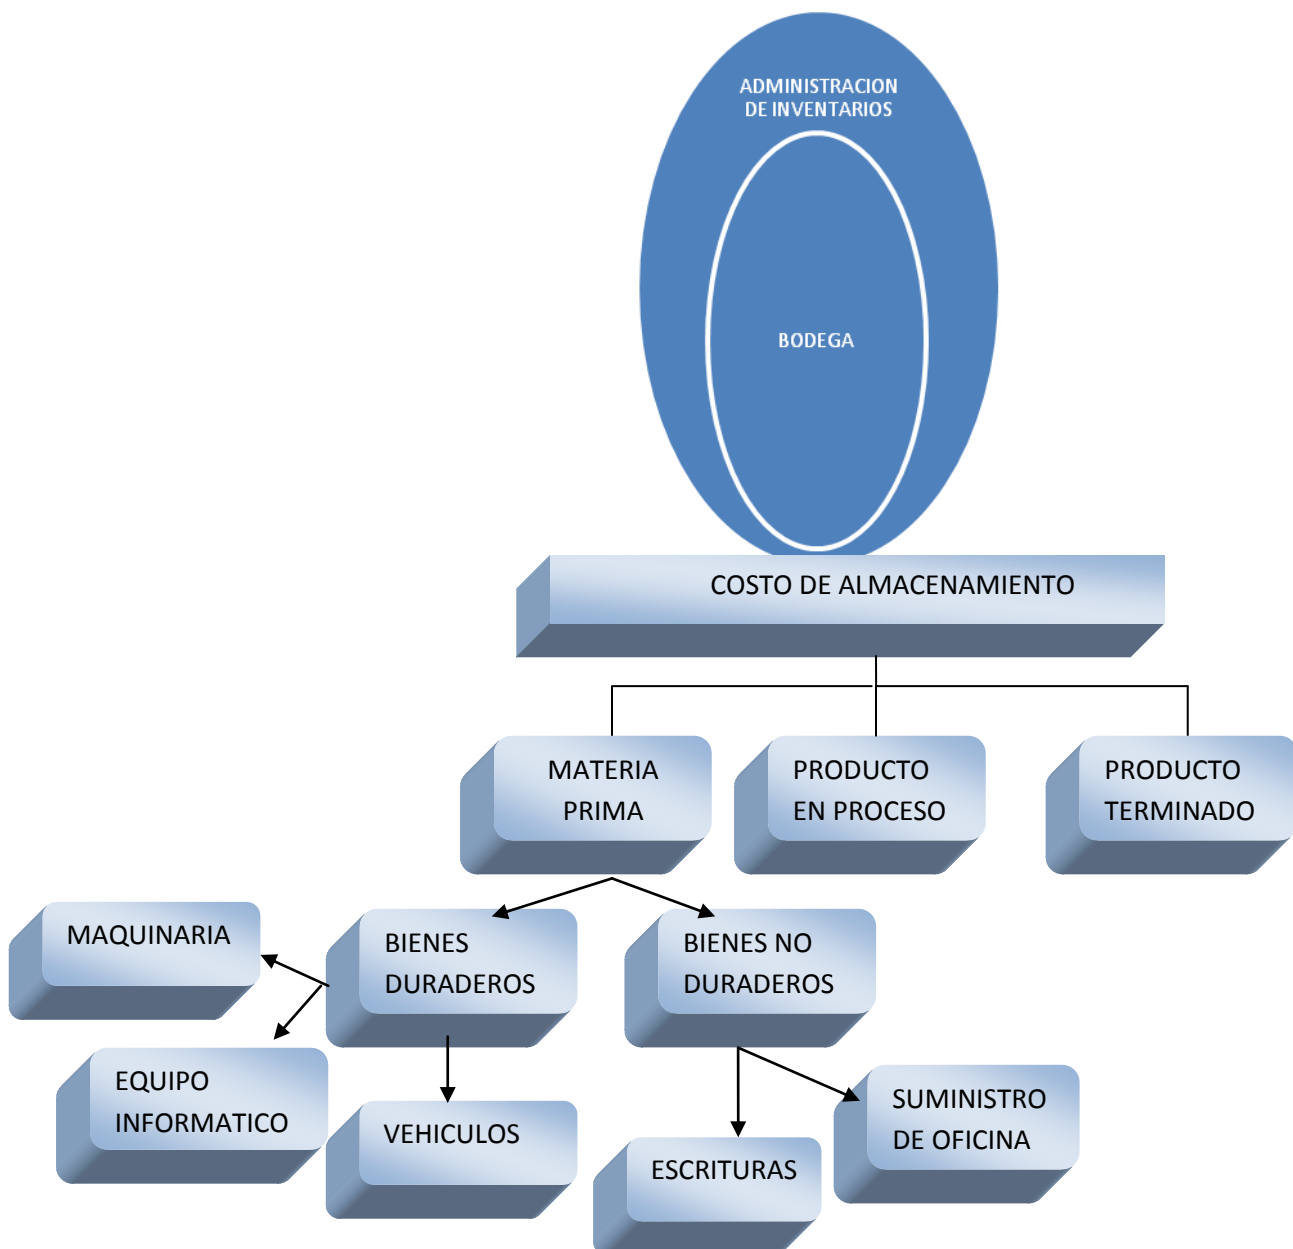 ADMINISTRACION
DE INVENTARIOS
BODEGA
COSTO DE ALMACENAMIENTO
MATERIA
PRIMA
PRODUCTO
EN PROCESO
PRODUCTO
TERMINADO
MAQUINARIA
BIENES
DURADEROS
BIENES NO
DURADEROS
EQUIPO
INFORMATICO
VEHICULOS
ESCRITURAS
SUMINISTRO
DE OFICINA